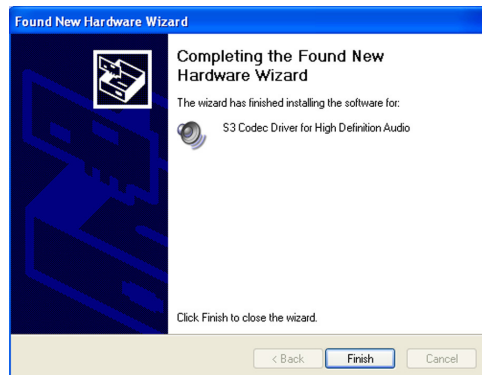 Found New Hardware Wizard
Completing the Found New
Hardware Wizard
The wizard has finished installing the software for:
S3 Codec Driver for High Definition Audio
Click Finish to close the wizard.
< Back
Finish
Cancel